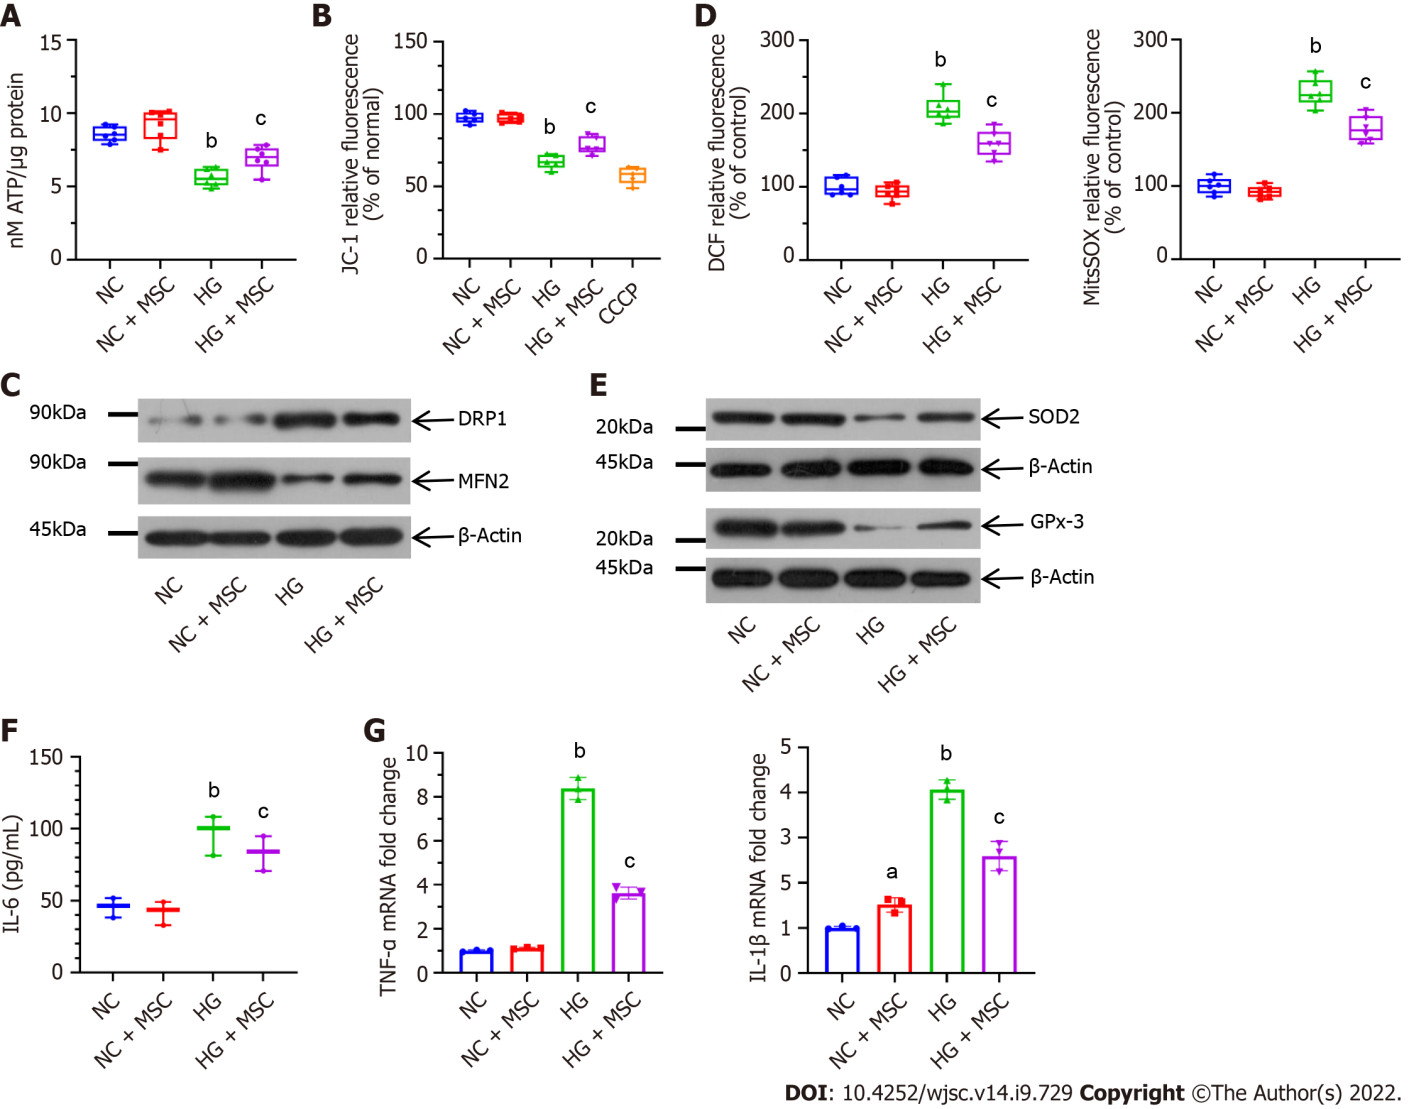 A
nM ATP/µg protein
15
10
5
0
b
c
NC
NC + MSC
HG
HG + MSC
B
JC-1 relative fluorescence
(% of normal)
150
100
50
0
b
c
NC
NC + MSC
HG
HG + MSC
CCCP
D
DCF relative fluorescence
(% of control)
300
200
100
0
b
c
NC
NC + MSC
HG
HG + MSC
MitsSOX relative fluorescence
(% of control)
300
200
100
0
b
c
NC
NC + MSC
HG
HG + MSC
C
90kDa
DRP1
90kDa
MFN2
45kDa
β-Actin
NC
NC + MSC
HG
HG + MSC
E
20kDa
SOD2
45kDa
β-Actin
20kDa
GPx-3
45kDa
β-Actin
NC
NC + MSC
HG
HG + MSC
F
IL-6 (pg/mL)
150
100
50
0
b
c
NC
NC + MSC
HG
HG + MSC
G
TNF-α mRNA fold change
10
8
6
4
2
0
b
c
NC
NC + MSC
HG
HG + MSC
IL-1β mRNA fold change
5
4
3
5
1
0
a
b
c
NC
NC + MSC
HG
HG + MSC
DOI: 10.4252/wjsc.v14.i9.729 Copyright ©The Author(s) 2022.